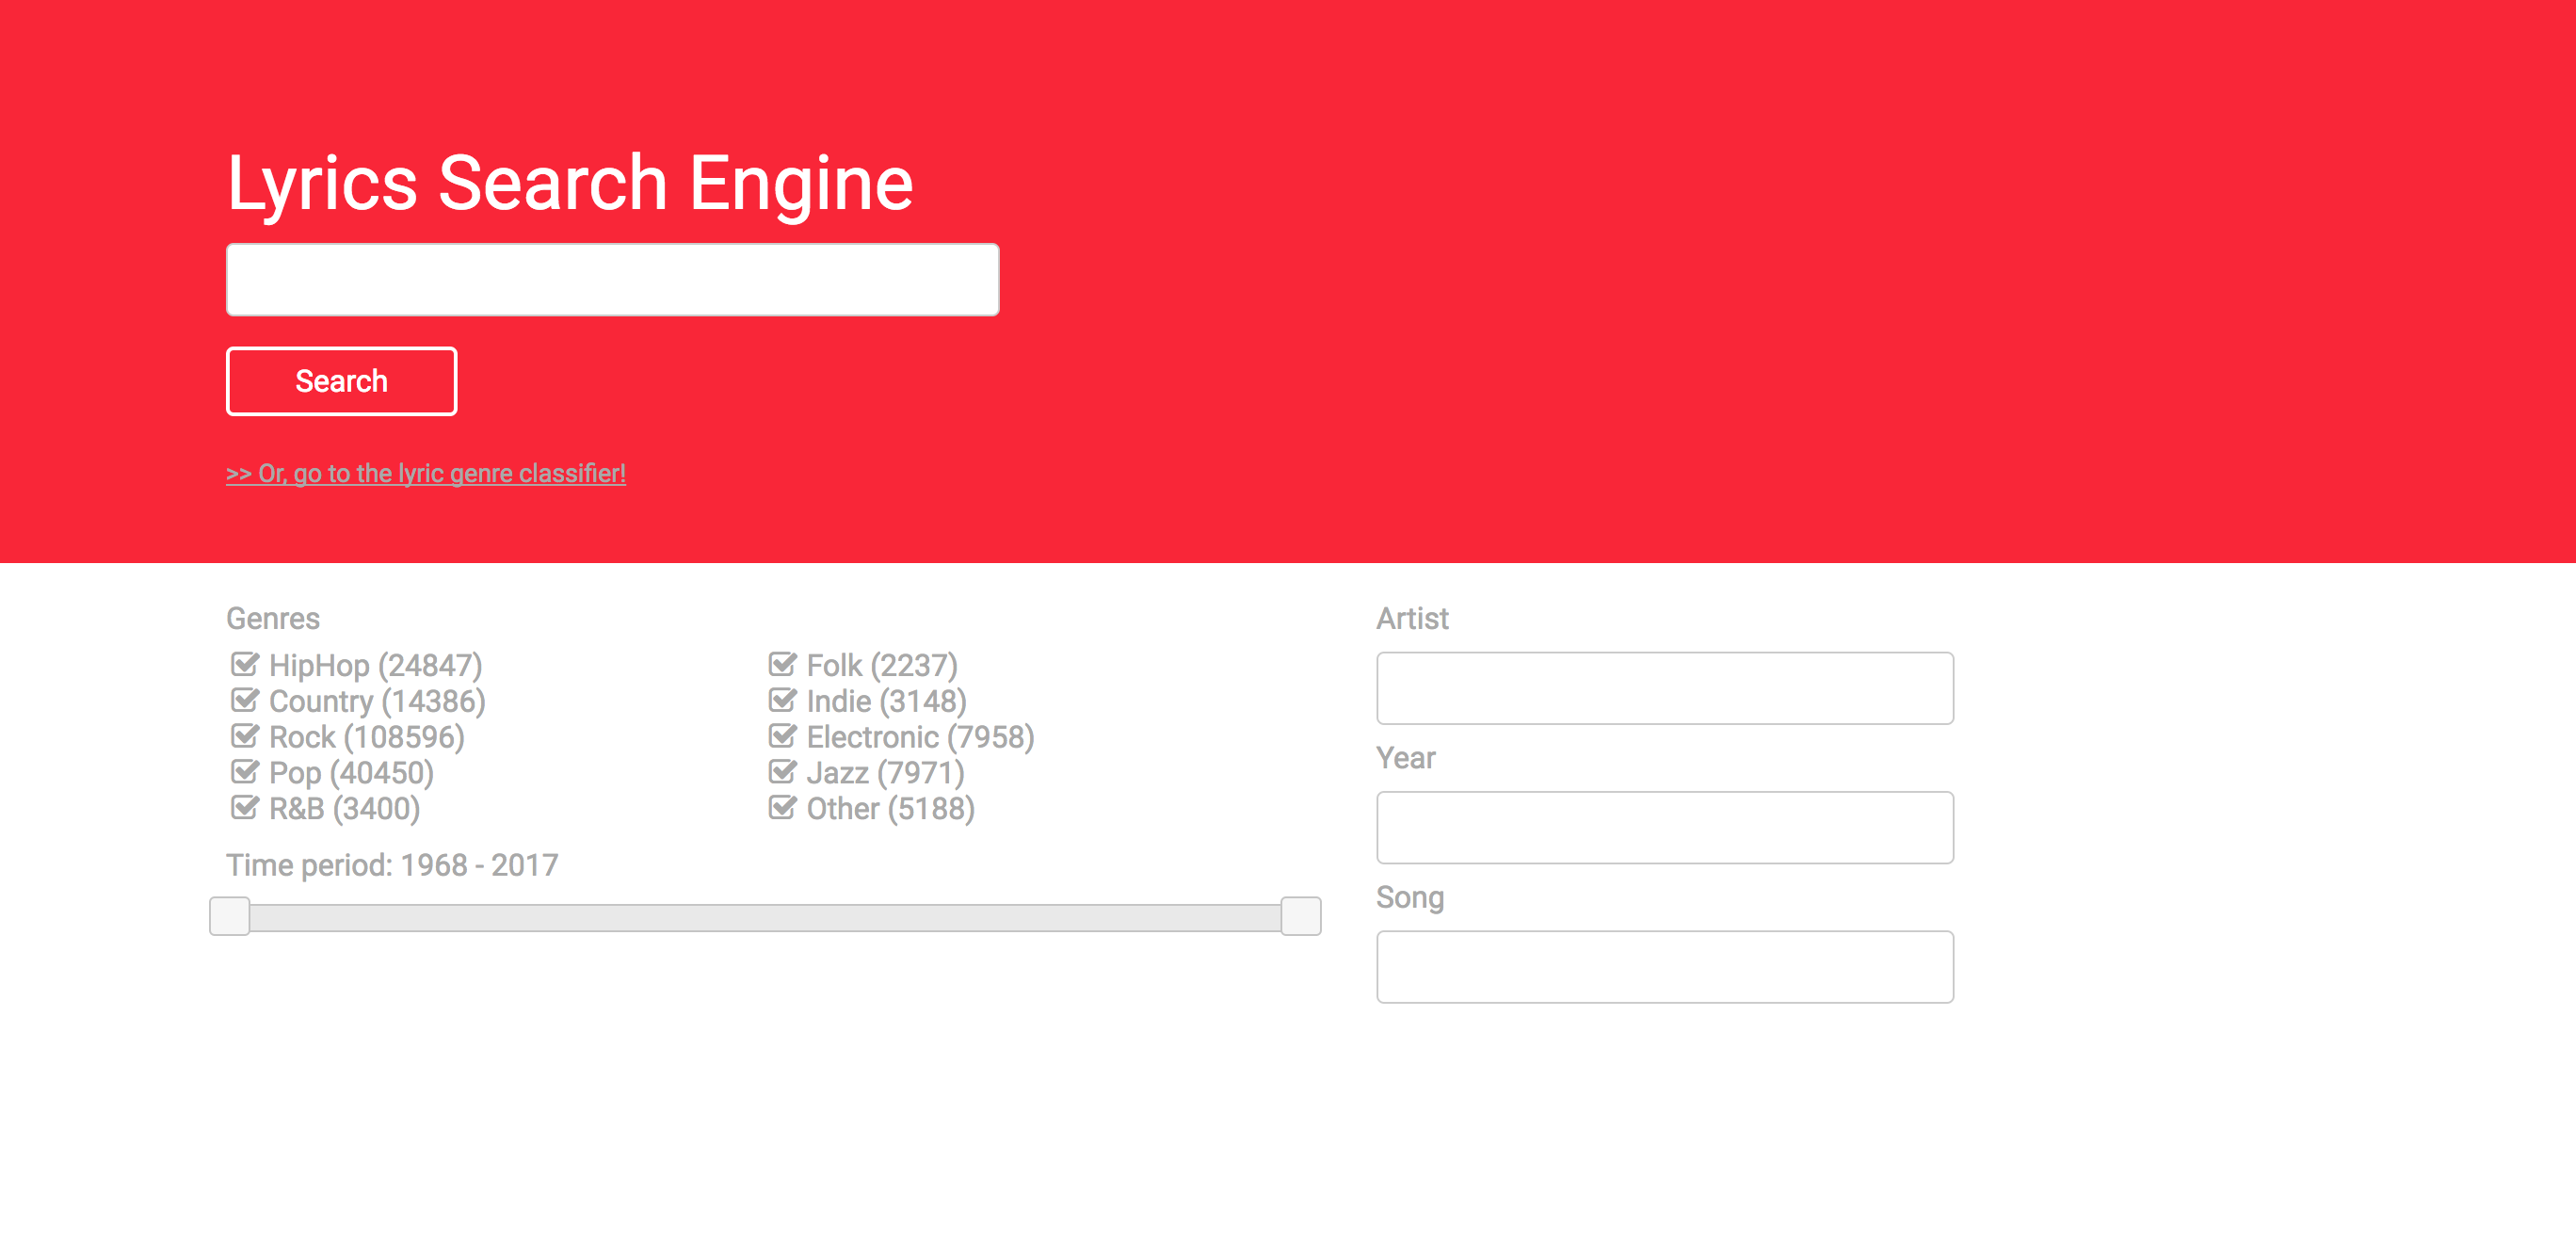 Lyrics Search Engine
Search
>> Or, go to the lyric genre classifier!
Genres
HipHop (24847)
Country (14386)
Rock (108596)
Pop (40450)
R&B (3400)
Folk (2237)
Indie (3148)
Electronic (7958)
Jazz (7971)
Other (5188)
Time period: 1968 - 2017
Artist
Year
Song